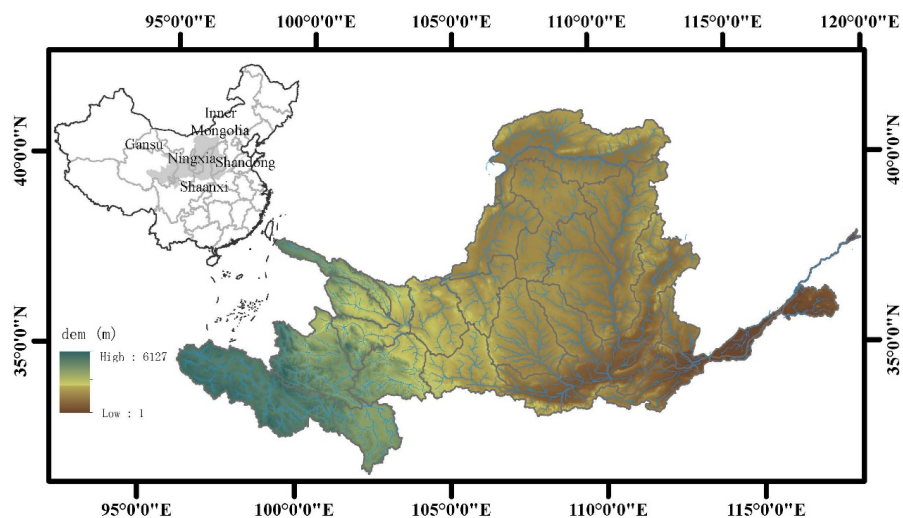 95°0'0"E 100°0'0"E 105°0'0"E 110°0'0"E 115°0'0"E 120°0'0"E
40°0'0"N
35°0'0"N
Inner
Mongolia
Gansu
Ningxia
Shandong
Shaanxi
dem (m)
High : 6127
Low : 1
40°0'0"N
35°0'0"N
95°0'0"E 100°0'0"E 105°0'0"E 110°0'0"E 115°0'0"E